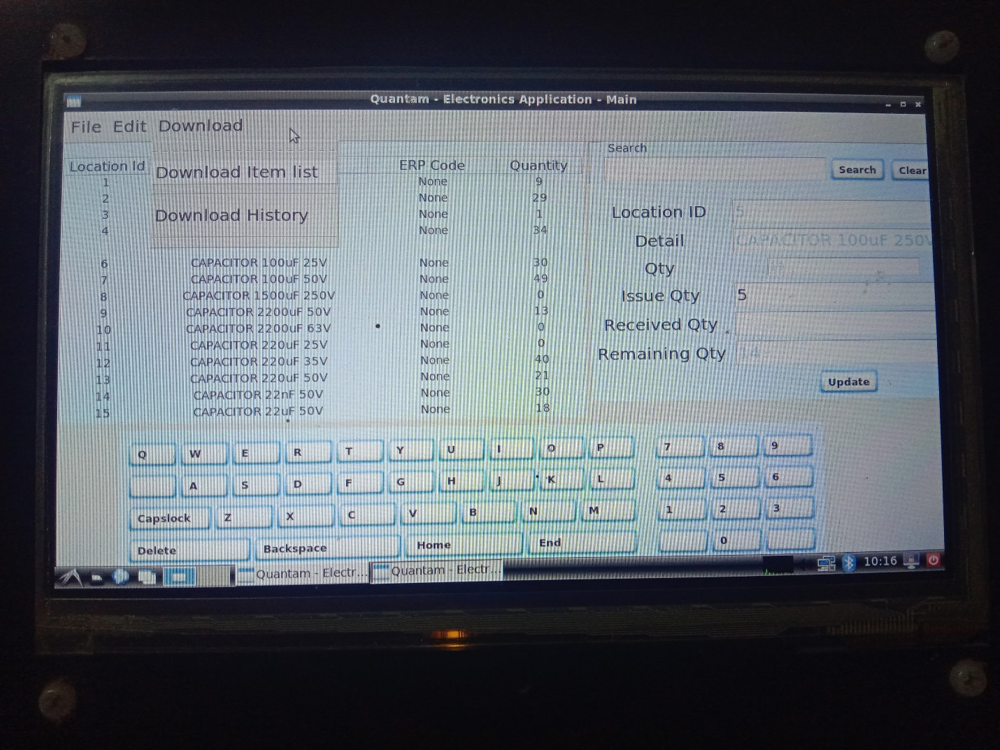 Quantam - Electronics Application - Main
File Edit Download
Download Item list
Download History
Location Id ERP Code Quantity
1 None 9
2 None 29
3 None 1
4 None 34
6 CAPACITOR 100uF 25V None 30
7 CAPACITOR 100uF 50V None 49
8 CAPACITOR 1500uF 250V None 0
9 CAPACITOR 2200uF 50V None 13
10 CAPACITOR 2200uF 63V None 0
11 CAPACITOR 220uF 25V None 0
12 CAPACITOR 220uF 35V None 40
13 CAPACITOR 220uF 50V None 21
14 CAPACITOR 22nF 50V None 30
15 CAPACITOR 22uF 50V None 18
Search
Search Clear
Location ID 5
Detail CAPACITOR 100uF 250V
Qty
Issue Qty 5
Received Qty
Remaining Qty 14
Update
Q W E R T Y U I O P 7 8 9
A S D F G H J K L 4 5 6
Capslock Z X C V B N M 1 2 3
Delete Backspace Home End 0
Quantam - Electr... Quantam - Electr... 10:16